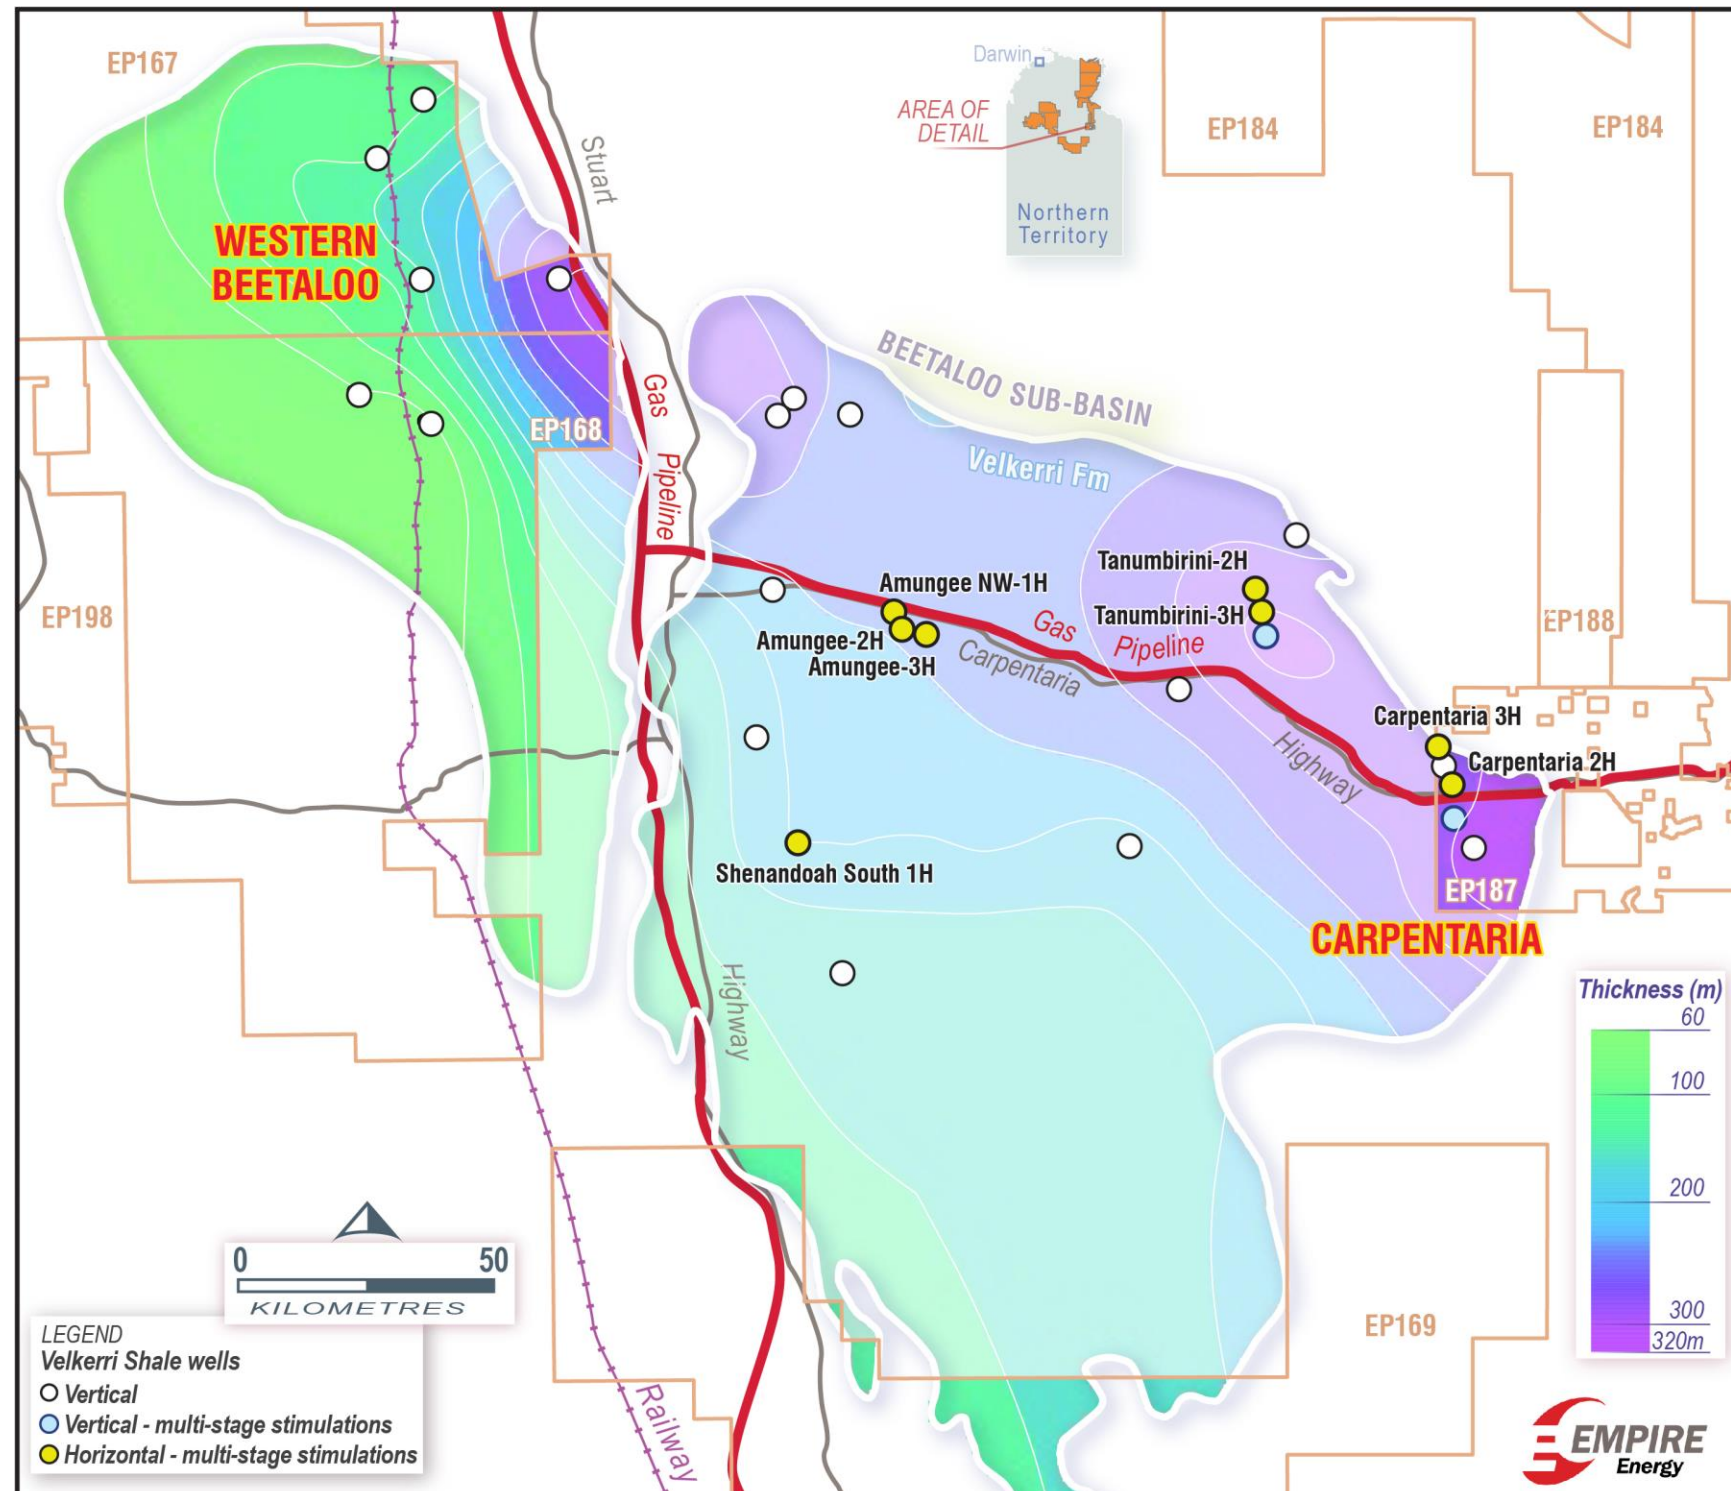 EP167
Darwin
AREA OF
DETAIL
Northern
Territory
EP184
EP184
Stuart
WESTERN
BEETALOO
BEETALOO SUB-BASIN
Velkerri Fm
Gas
Pipeline
EP168
EP198
Tanumbirini-2H
Tanumbirini-3H
Amungee NW-1H
Amungee-2H
Amungee-3H
Gas
Pipeline
Carpentaria
Highway
EP188
Carpentaria 3H
Carpentaria 2H
Shenandoah South 1H
EP187
CARPENTARIA
Highway
Thickness (m)
60
100
200
300
320m
0
50
KILOMETRES
EP169
LEGEND
Velkerri Shale wells
Vertical
Vertical - multi-stage stimulations
Horizontal - multi-stage stimulations
Railway
EMPIRE
Energy